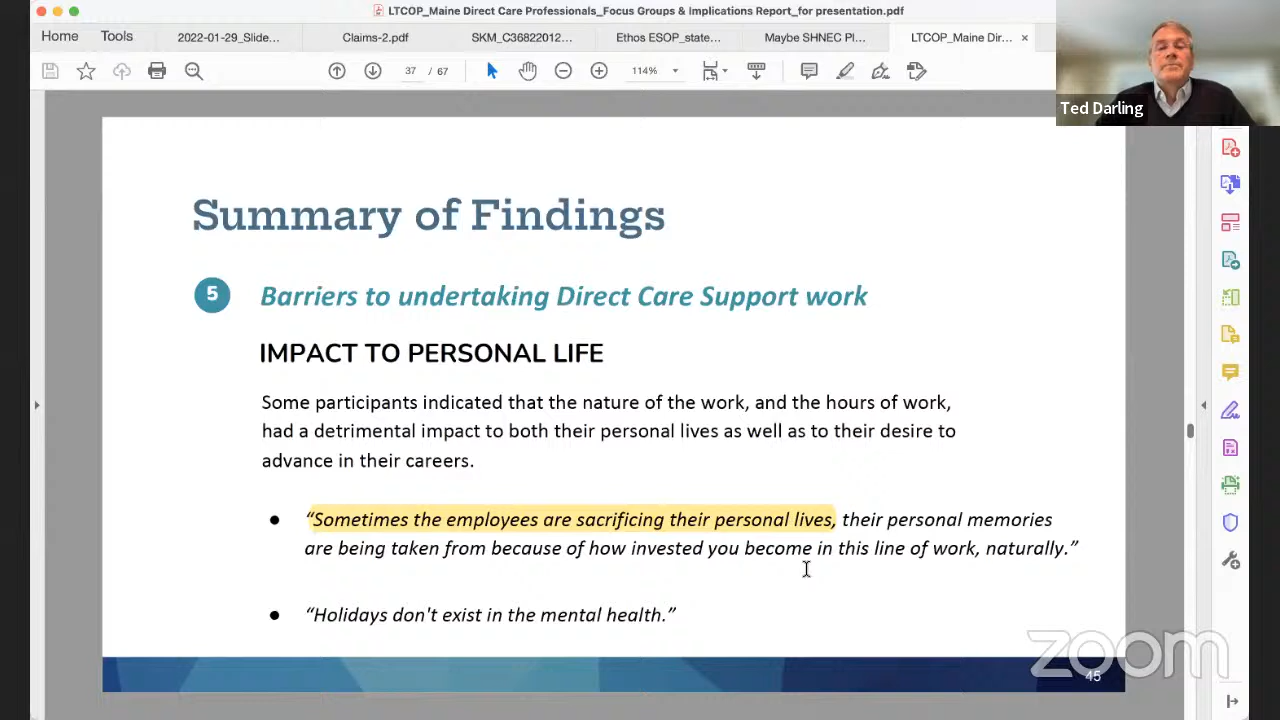 LTCOP_Maine Direct Care Professionals_Focus Groups & Implications Report_for presentation.pdf
Home Tools 2022-01-29_Slide... Claims-2.pdf SKM_C36822012... Ethos ESOP_state... Maybe SHNEC Pl... LTCOP_Maine Dir... ×
37 / 67 114%
Ted Darling
Summary of Findings
5 Barriers to undertaking Direct Care Support work
IMPACT TO PERSONAL LIFE
Some participants indicated that the nature of the work, and the hours of work,
had a detrimental impact to both their personal lives as well as to their desire to
advance in their careers.
● “Sometimes the employees are sacrificing their personal lives, their personal memories
are being taken from because of how invested you become in this line of work, naturally.”
● “Holidays don't exist in the mental health.”
zoom
45